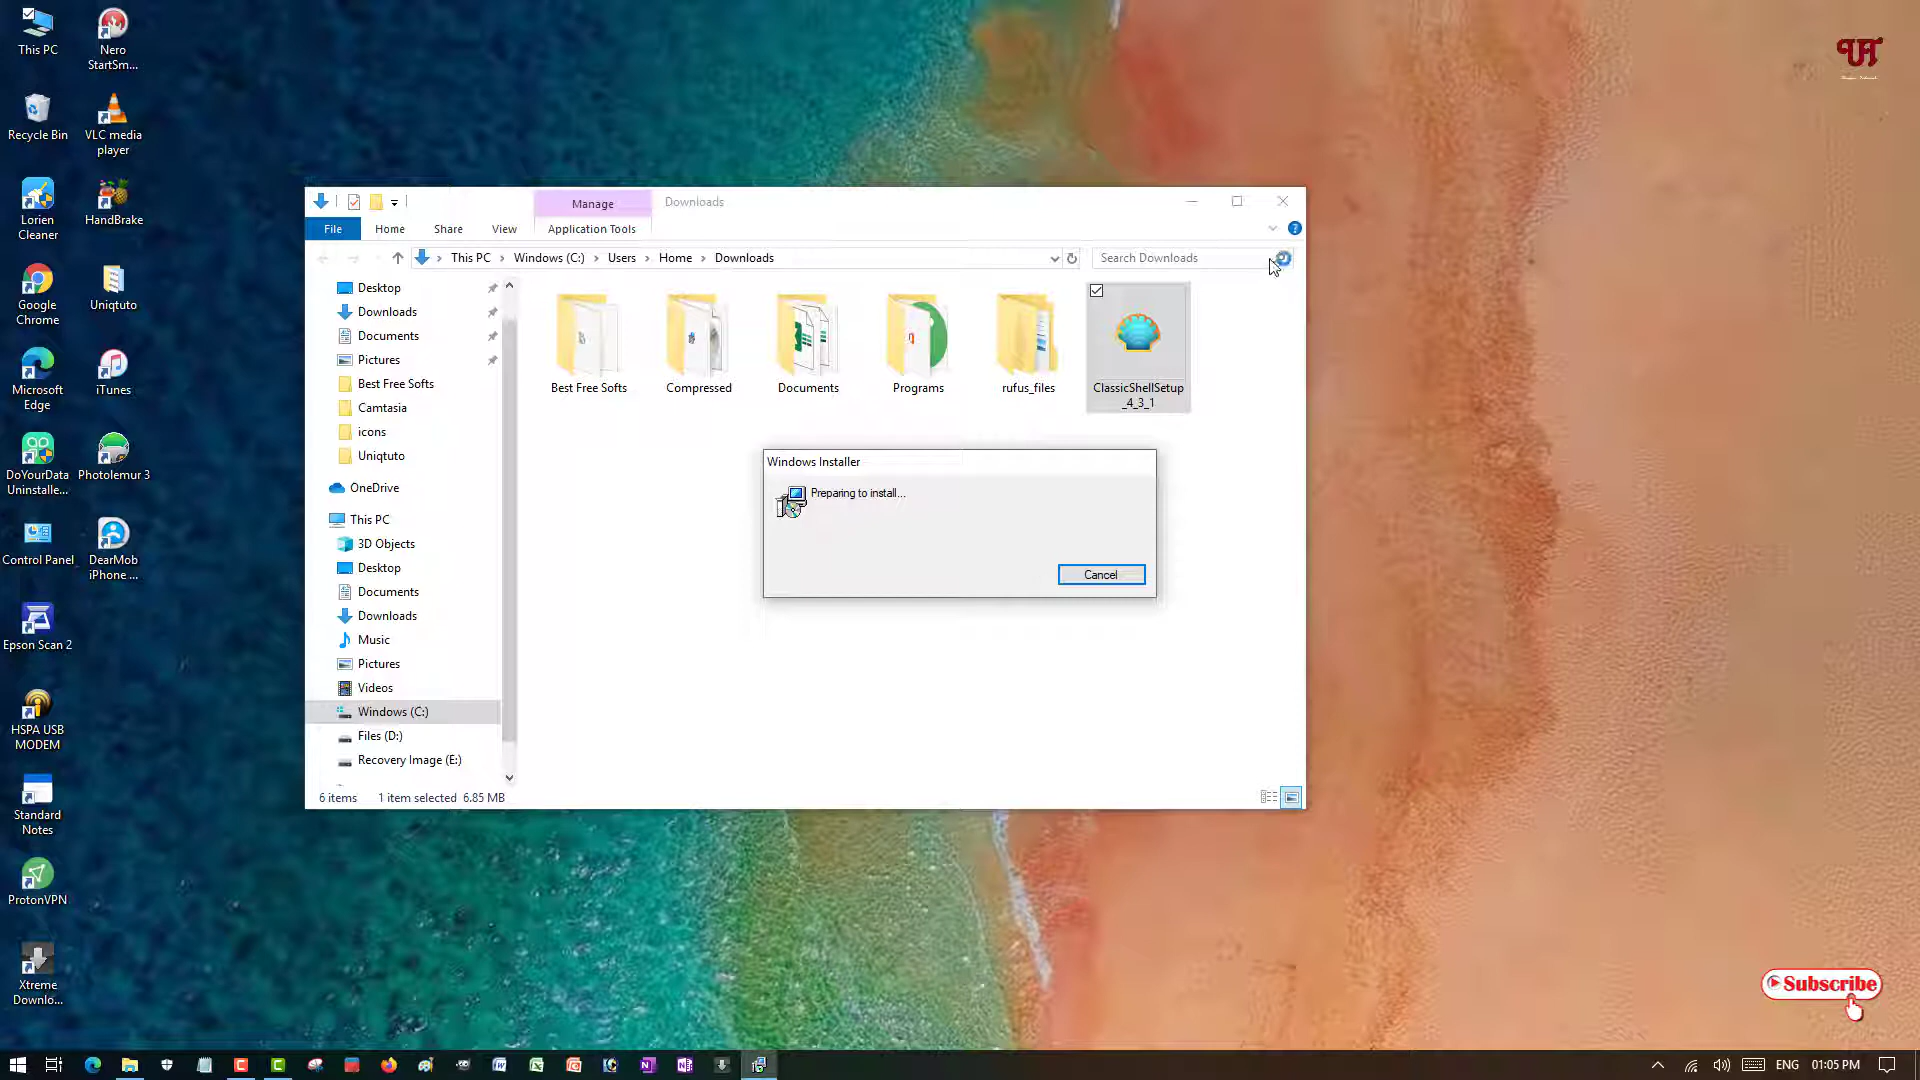 This PC
Nero
StartSm...
Recycle Bin
VLC media
player
Lorien
Cleaner
HandBrake
Google
Chrome
Uniqtuto
Microsoft
Edge
iTunes
DoYourData
Uninstalle...
Photolemur 3
Control Panel
DearMob
iPhone ...
Epson Scan 2
HSPA USB
MODEM
Standard
Notes
ProtonVPN
Xtreme
Downlo...
Manage
Downloads
File
Home
Share
View
Application Tools
This PC > Windows (C:) > Users > Home > Downloads
Search Downloads
Desktop
Downloads
Documents
Pictures
Best Free Softs
Camtasia
icons
Uniqtuto
OneDrive
This PC
3D Objects
Desktop
Documents
Downloads
Music
Pictures
Videos
Windows (C:)
Files (D:)
Recovery Image (E:)
Best Free Softs
Compressed
Documents
Programs
rufus_files
ClassicShellSetup
_4_3_1
Windows Installer
Preparing to install...
Cancel
6 items
1 item selected 6.85 MB
UT
Subscribe
ENG
01:05 PM